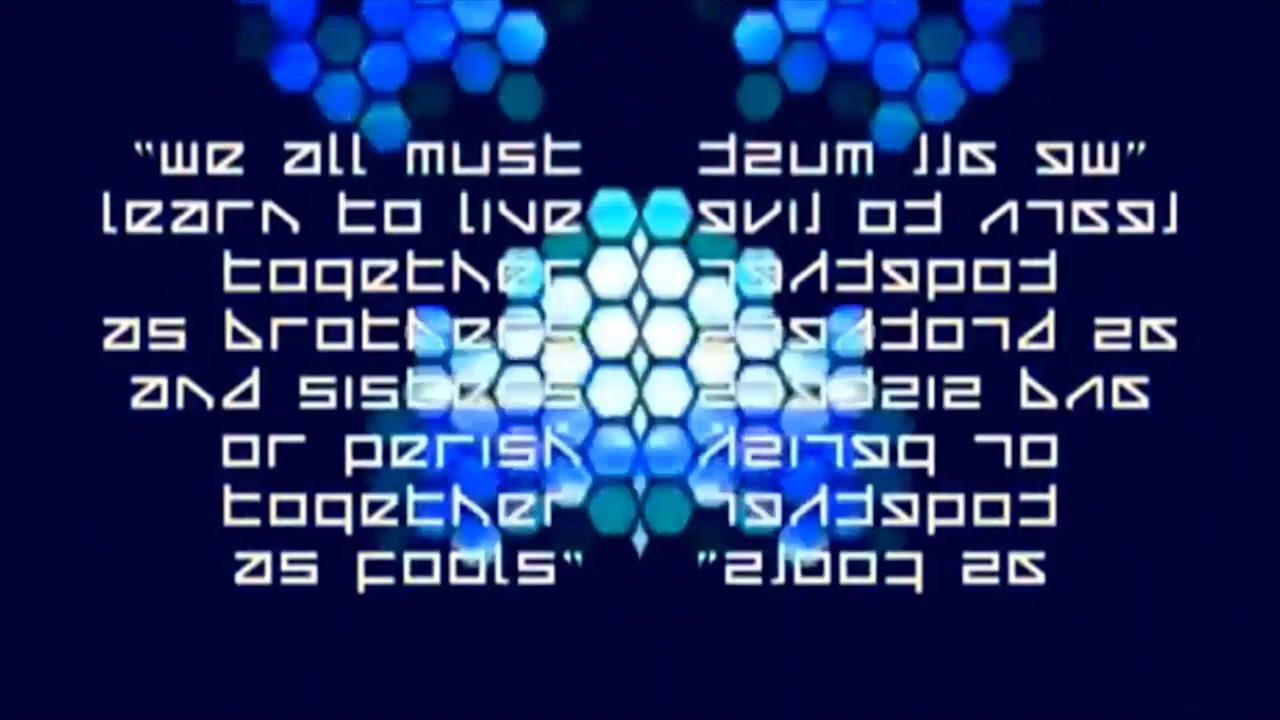 "we all must
learn to live
together
as brothers
and sisters
or perish
together
as fools"